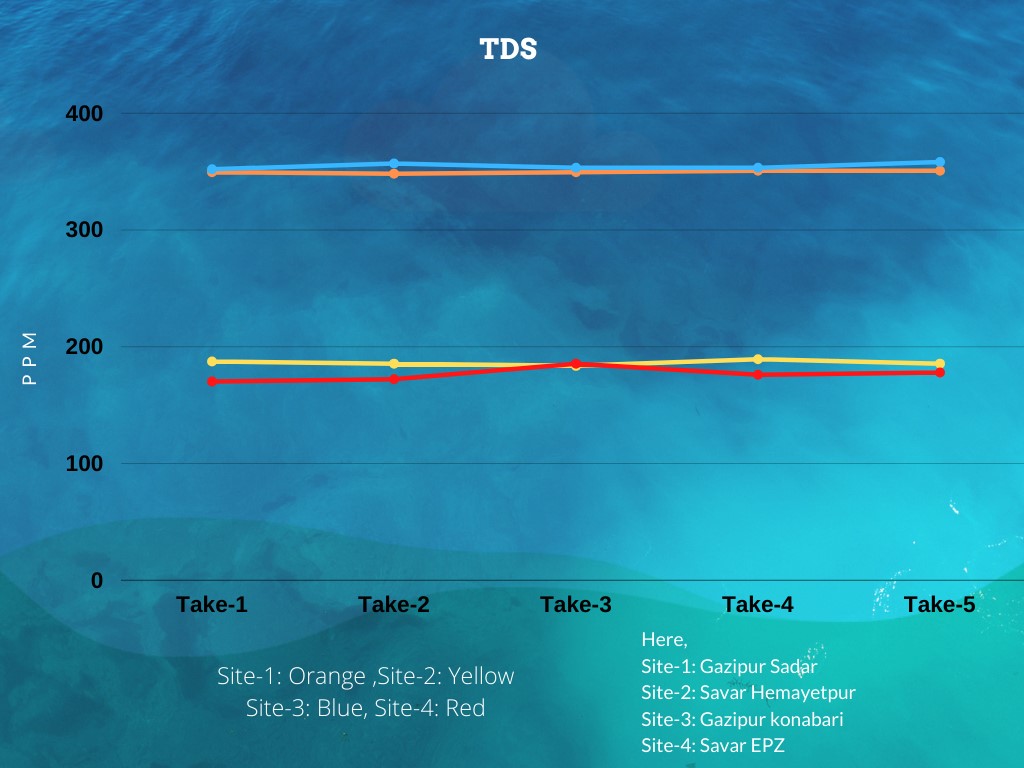 TDS
400
300
200
100
0
PPM
Take-1 Take-2 Take-3 Take-4 Take-5
Site-1: Orange ,Site-2: Yellow
Site-3: Blue, Site-4: Red
Here,
Site-1: Gazipur Sadar
Site-2: Savar Hemayetpur
Site-3: Gazipur konabari
Site-4: Savar EPZ